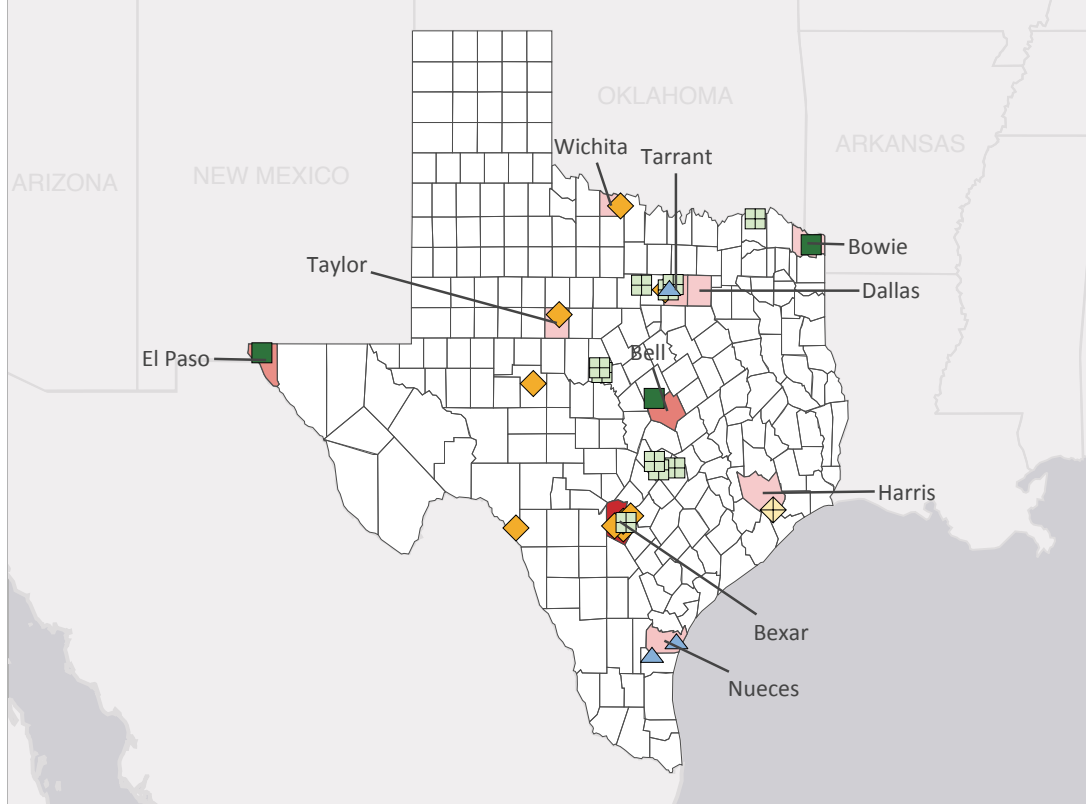 OKLAHOMA
ARKANSAS
Wichita
Tarrant
ARIZONA
NEW MEXICO
Bowie
Taylor
Dallas
El Paso
Bell
Harris
Bexar
Nueces